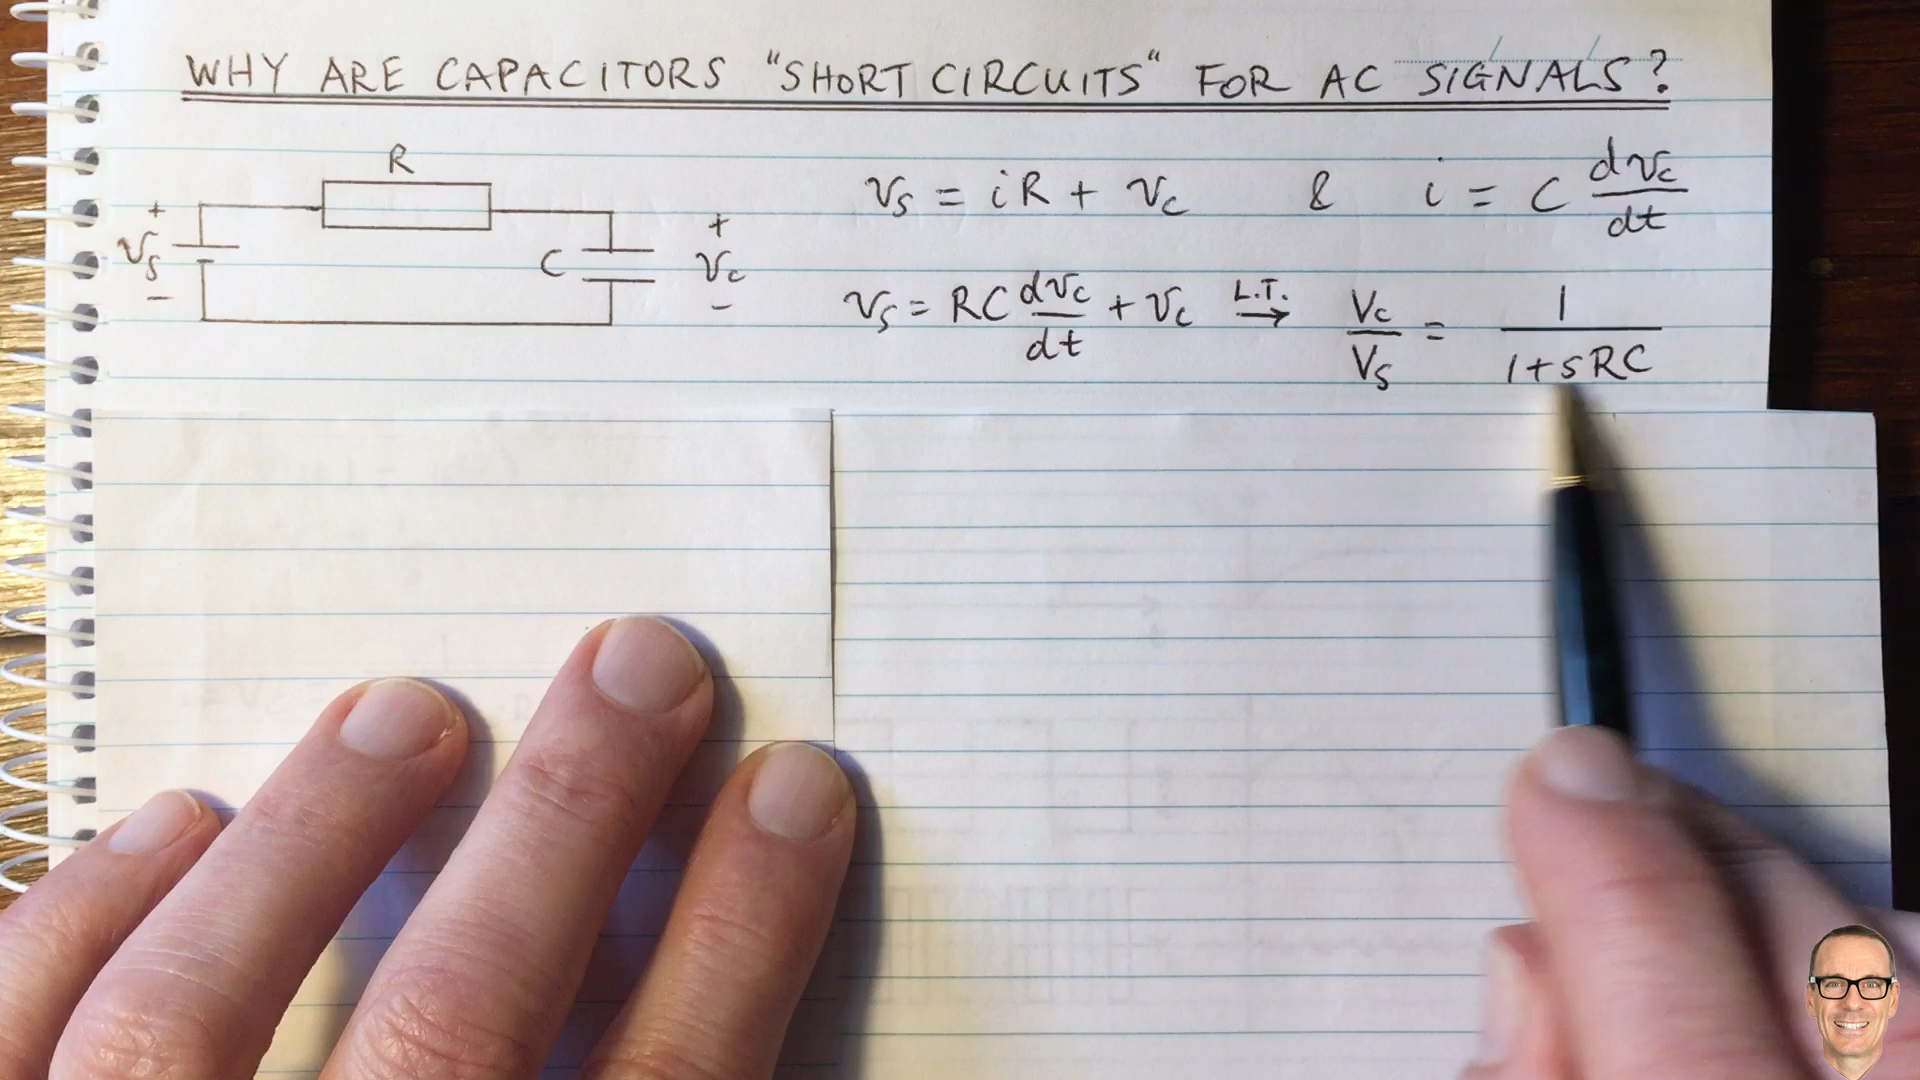 WHY ARE CAPACITORS "SHORT CIRCUITS" FOR AC SIGNALS?
R
+
vs
−
C
+
vc
−
vs = iR + vc & i = C dvc/dt
vs = RC dvc/dt + vc L.T. → Vc/Vs = 1/(1+sRC)